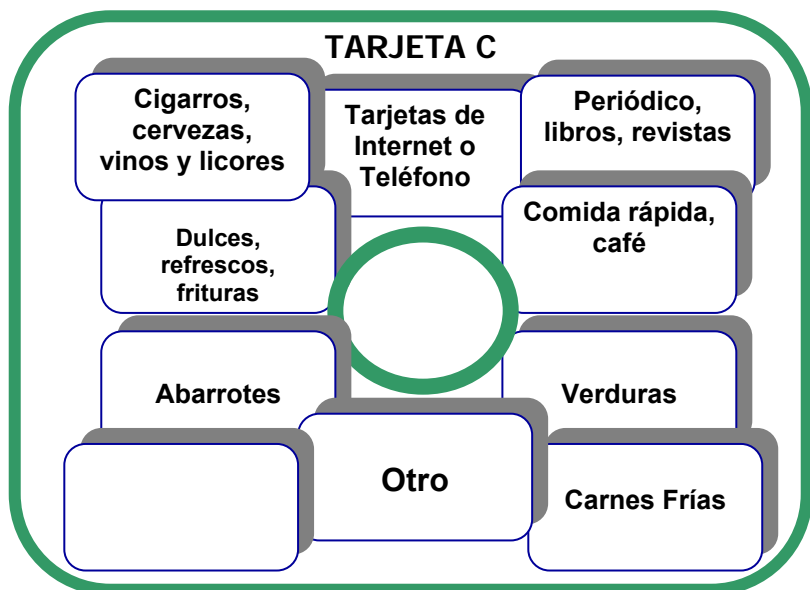 TARJETA C
Cigarros,
cervezas,
vinos y licores
Tarjetas de
Internet o
Teléfono
Periódico,
libros, revistas
Dulces,
refrescos,
frituras
Comida rápida,
café
Abarrotes
Verduras
Otro
Carnes Frías